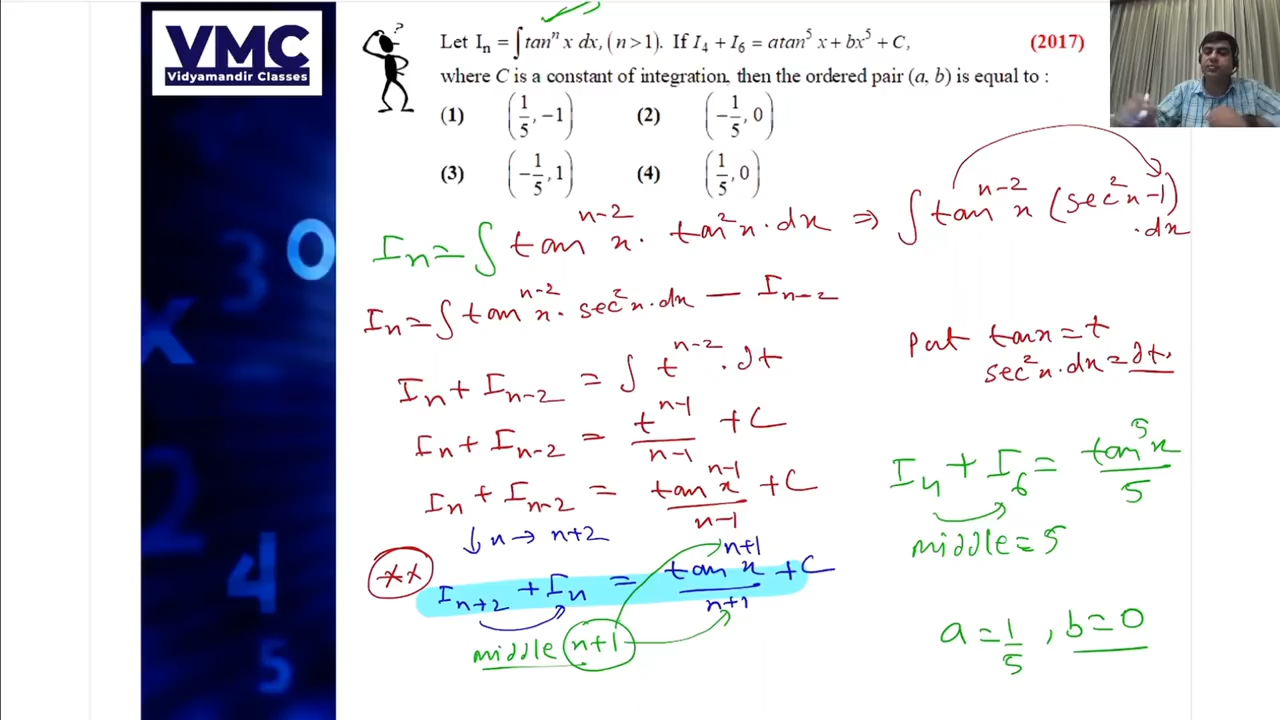 VMC
Vidyamandir Classes
Let Iₙ = ∫ tanⁿ x dx, (n > 1). If I₄ + I₆ = atan⁵ x + bx⁵ + C, (2017)
where C is a constant of integration, then the ordered pair (a, b) is equal to :
(1) (1/5, −1) (2) (−1/5, 0)
(3) (−1/5, 1) (4) (1/5, 0)
Iₙ = ∫ tanⁿ⁻² x · tan² x · dx ⇒ ∫ tanⁿ⁻² x (sec² x −1) · dx
Iₙ = ∫ tanⁿ⁻² x · sec² x · dx — Iₙ₋₂
Put tanx = t
sec² x · dx = dt.
Iₙ + Iₙ₋₂ = ∫ tⁿ⁻² · dt
Iₙ + Iₙ₋₂ = tⁿ⁻¹/n−1 + C
Iₙ + Iₙ₋₂ = tanⁿ⁻¹ x/n−1 + C
↓ n → n+2
** Iₙ₊₂ + Iₙ = tanⁿ⁺¹ x/n+1 + C
middle n+1
I₄ + I₆ = tan⁵ x/5
middle = 5
a = 1/5 , b = 0